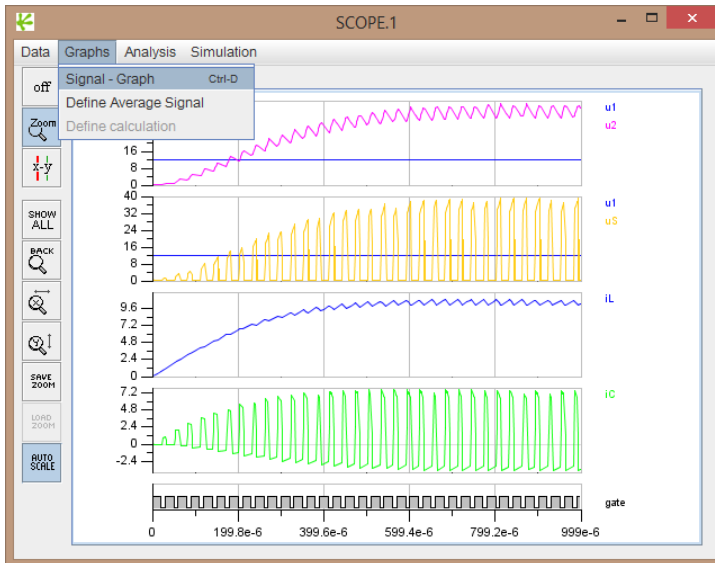 SCOPE.1
Data Graphs Analysis Simulation
Signal - Graph Ctrl-D
Define Average Signal
Define calculation
off
Zoom
x-y
SHOW ALL
BACK
SAVE ZOOM
LOAD ZOOM
AUTO SCALE
u1
u2
16
8
0
40
32
24
16
8
0
u1
uS
9.6
7.2
4.8
2.4
0
iL
7.2
4.8
2.4
0
-2.4
iC
gate
0 199.8e-6 399.6e-6 599.4e-6 799.2e-6 999e-6